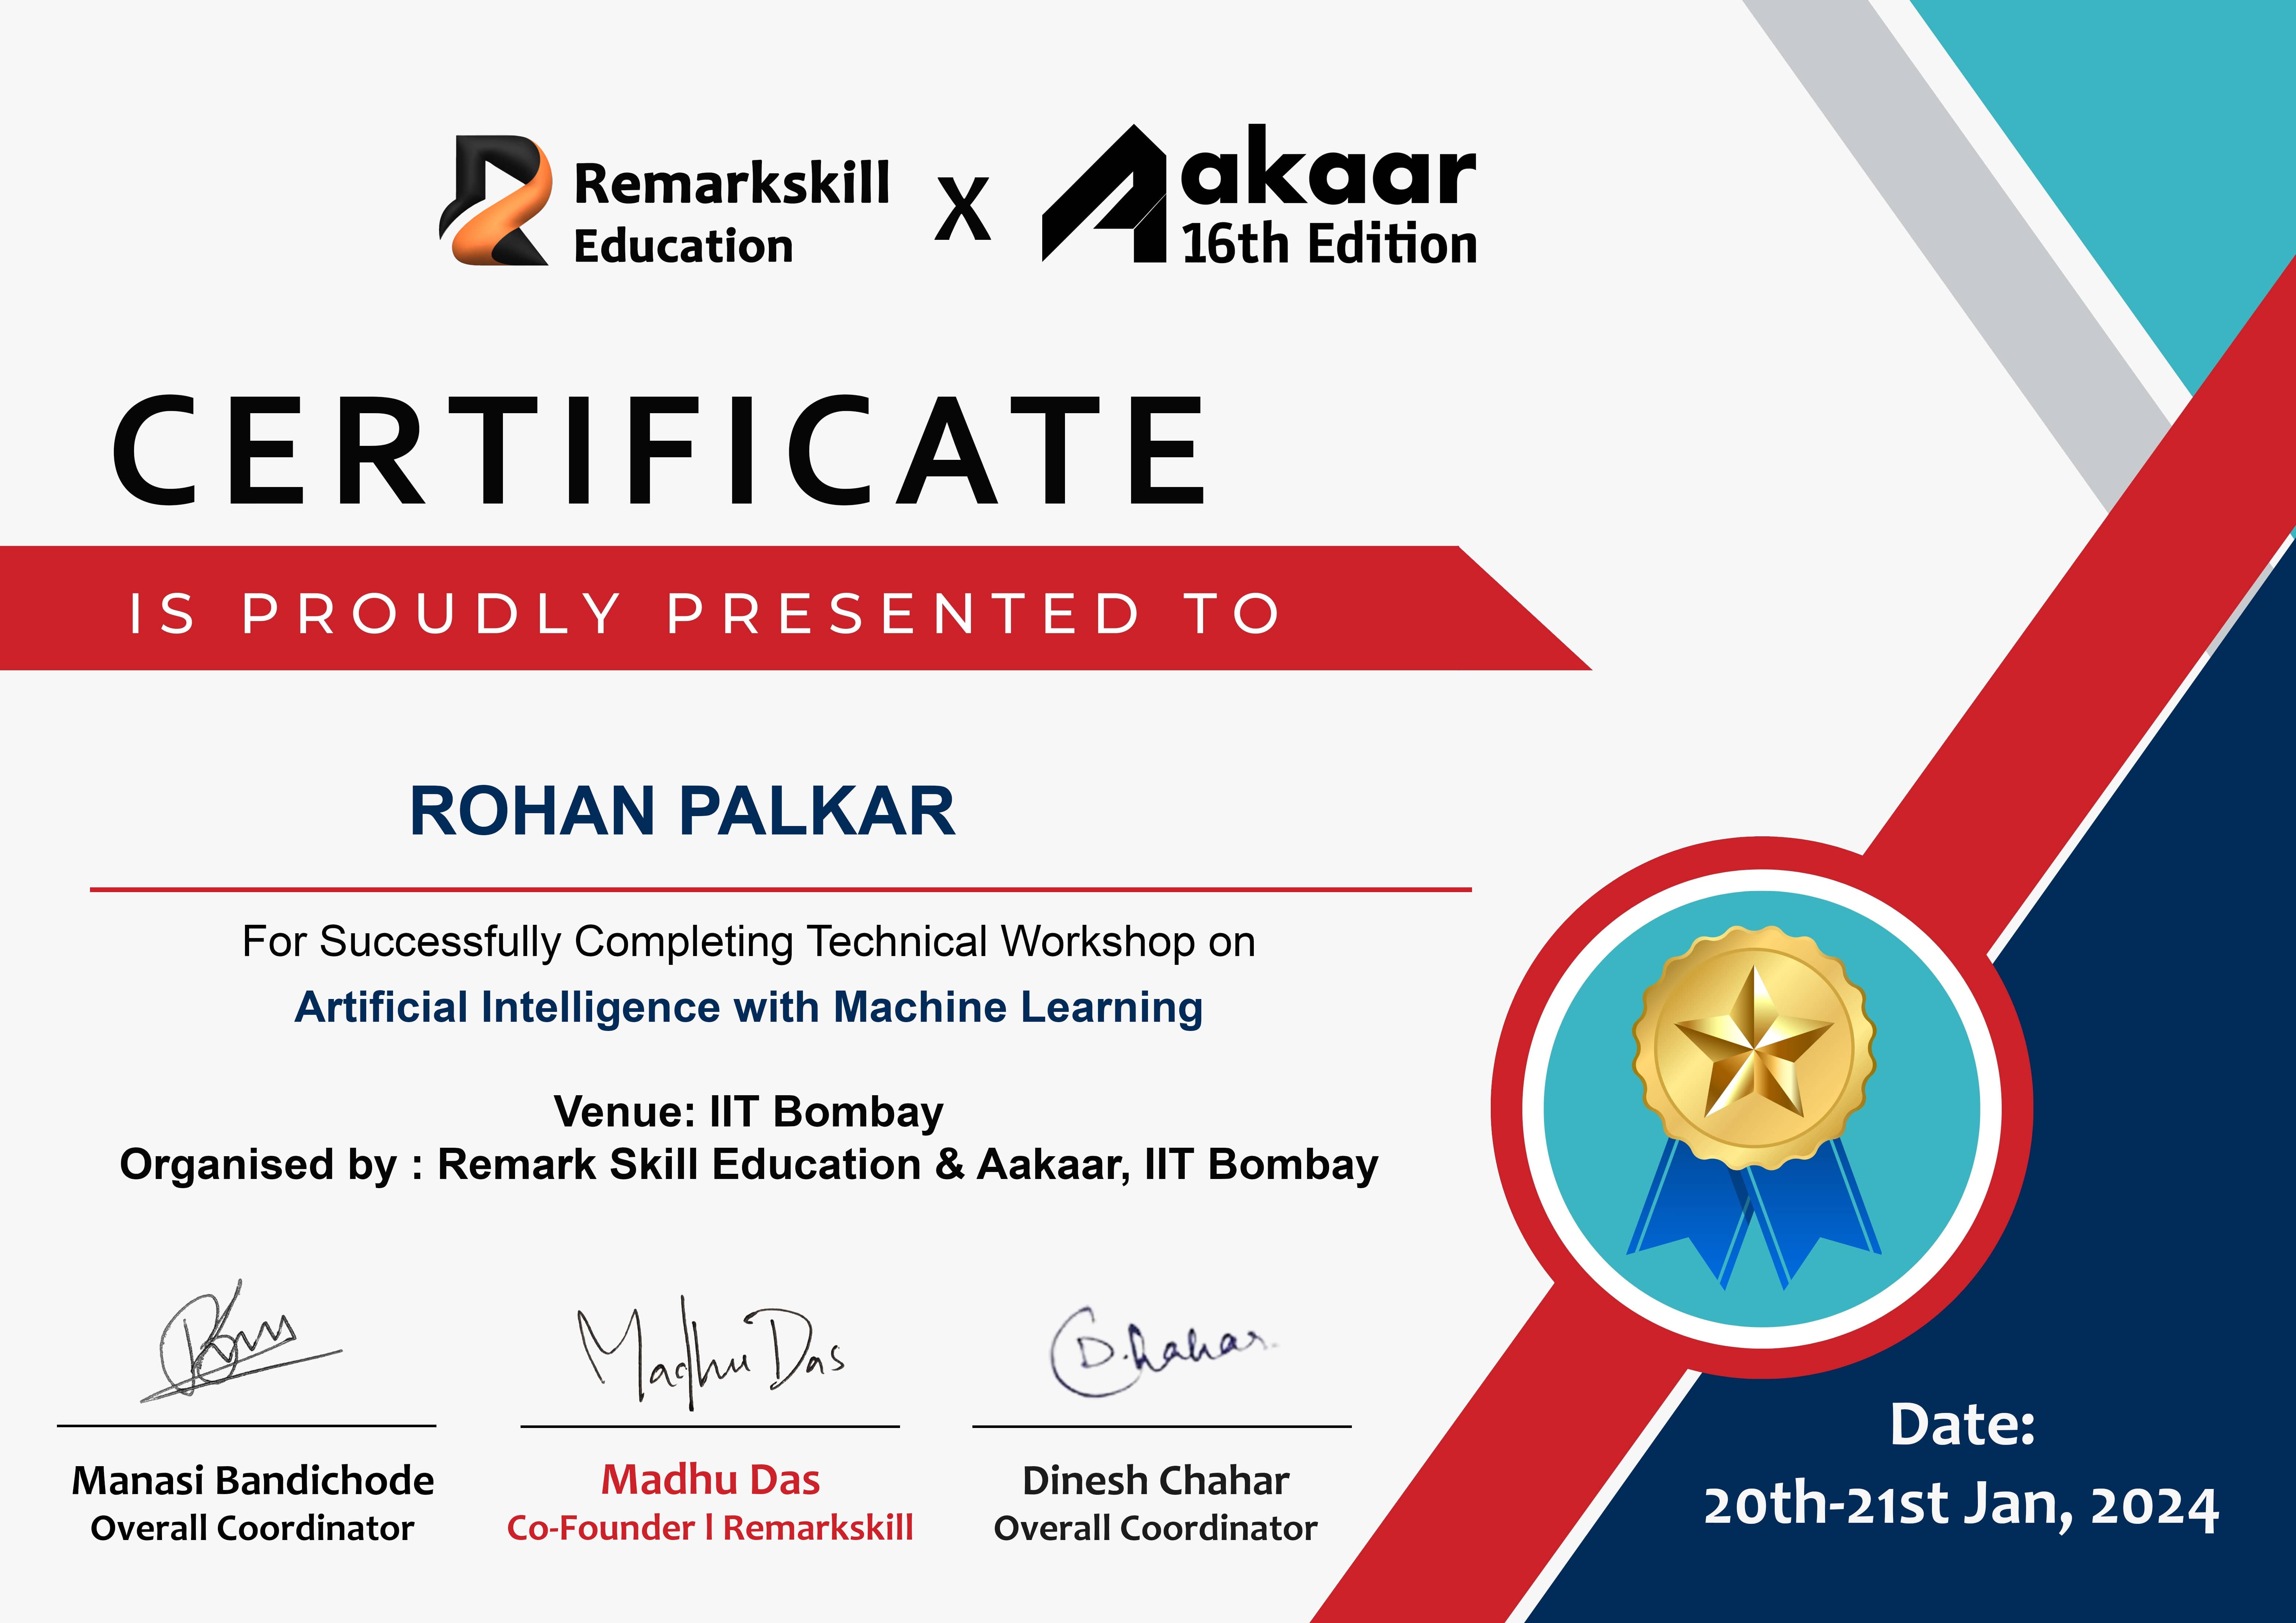 Remarkskill
Education
X
akaar
16th Edition
CERTIFICATE
IS PROUDLY PRESENTED TO
ROHAN PALKAR
For Successfully Completing Technical Workshop on
Artificial Intelligence with Machine Learning
Venue: IIT Bombay
Organised by : Remark Skill Education & Aakaar, IIT Bombay
Madhu Das
D.Chahar
Manasi Bandichode
Overall Coordinator
Madhu Das
Co-Founder l Remarkskill
Dinesh Chahar
Overall Coordinator
Date:
20th-21st Jan, 2024